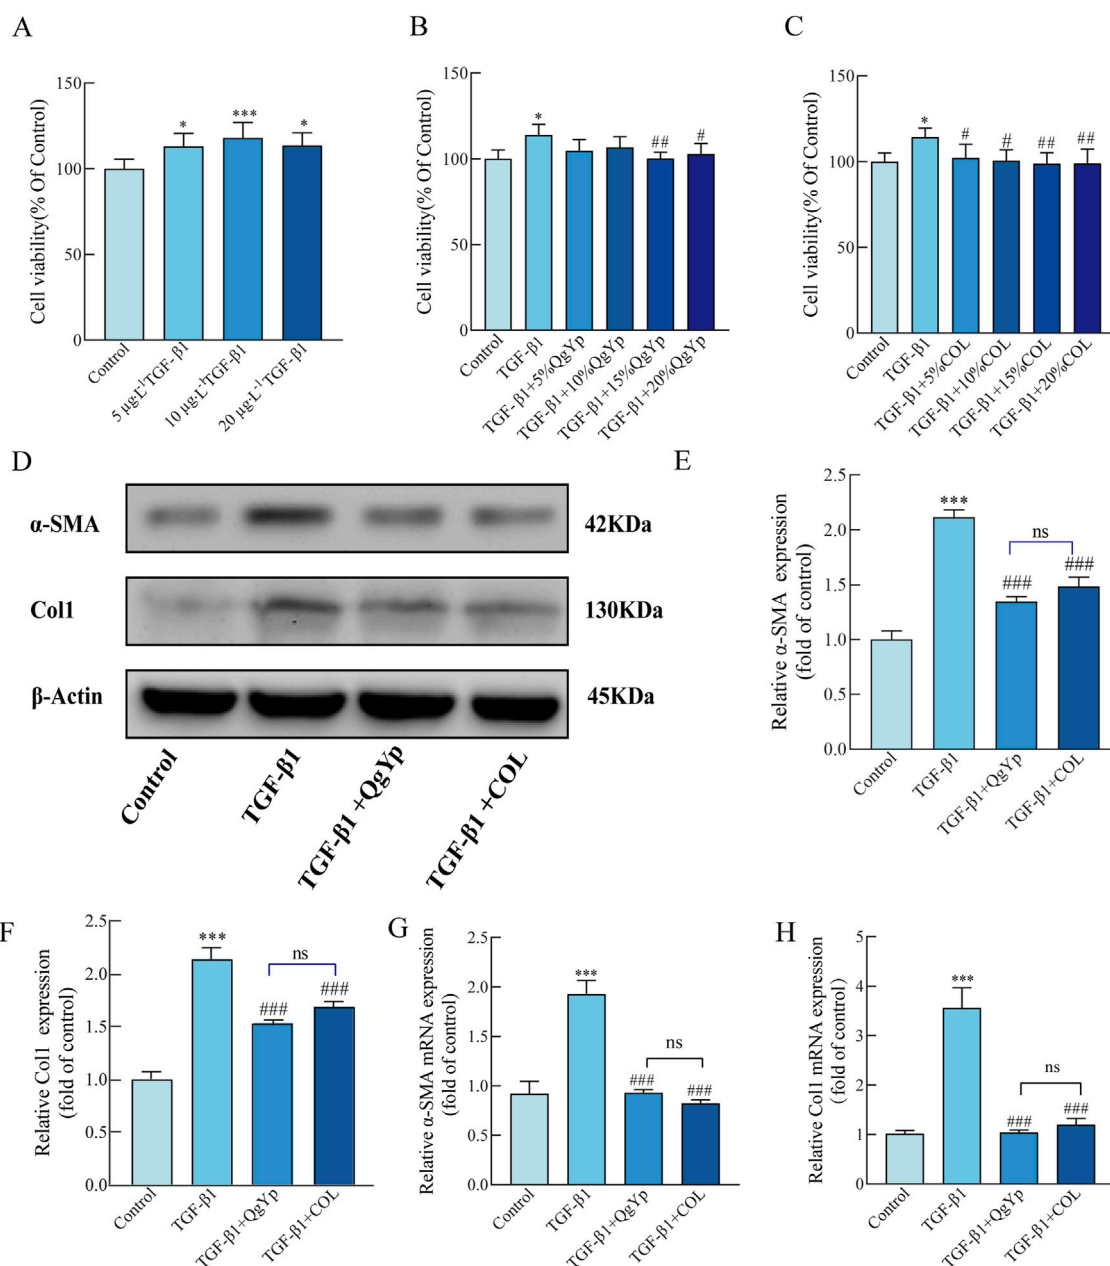 A
Cell viability(% Of Control)
150
100
50
0
*
***
*
Control
5 μg·L-1TGF-β1
10 μg·L-1TGF-β1
20 μg·L-1TGF-β1
B
Cell viability(% Of Control)
150
100
50
0
*
##
#
Control
TGF-β1
TGF-β1+5%QgYp
TGF-β1+10%QgYp
TGF-β1+15%QgYp
TGF-β1+20%QgYp
C
Cell viability(% Of Control)
150
100
50
0
*
#
#
##
##
Control
TGF-β1
TGF-β1+5%COL
TGF-β1+10%COL
TGF-β1+15%COL
TGF-β1+20%COL
D
α-SMA
42KDa
Col1
130KDa
β-Actin
45KDa
Control
TGF-β1
TGF-β1 +QgYp
TGF-β1 +COL
E
Relative α-SMA expression
(fold of control)
2.5
2.0
1.5
1.0
0.5
0.0
***
ns
###
###
Control
TGF-β1
TGF-β1+QgYp
TGF-β1+COL
F
Relative Col1 expression
(fold of control)
2.5
2.0
1.5
1.0
0.5
0.0
***
ns
###
###
Control
TGF-β1
TGF-β1+QgYp
TGF-β1+COL
G
Relative α-SMA mRNA expression
(fold of control)
2.5
2.0
1.5
1.0
0.5
0.0
***
ns
###
###
Control
TGF-β1
TGF-β1+QgYp
TGF-β1+COL
H
Relative Col1 mRNA expression
(fold of control)
5
4
3
2
1
0
***
ns
###
###
Control
TGF-β1
TGF-β1+QgYp
TGF-β1+COL